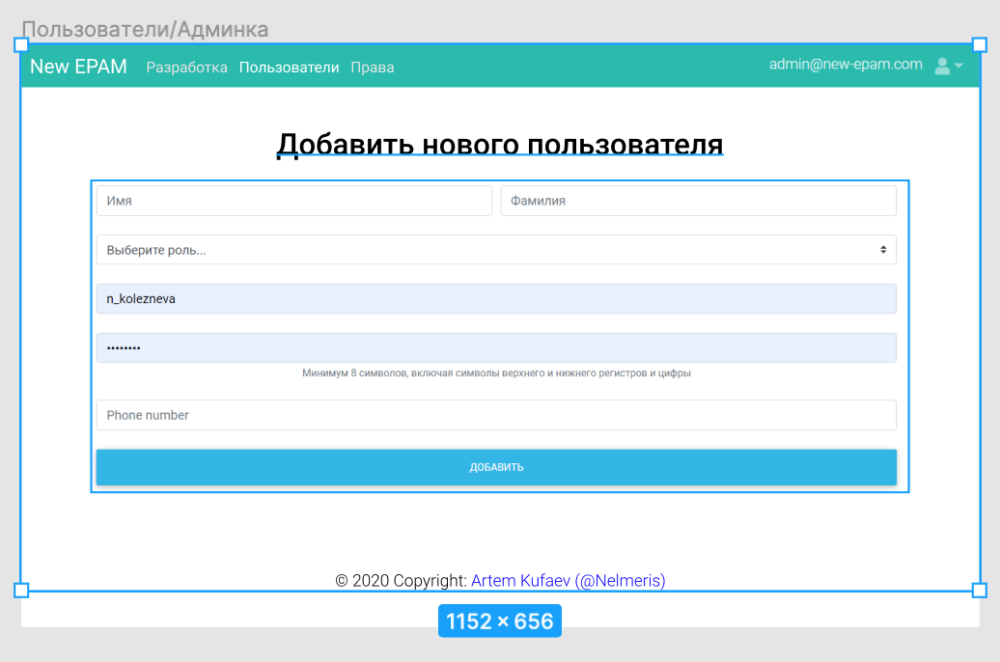 Пользователи/Админка
New EPAM Разработка Пользователи Права admin@new-epam.com
Добавить нового пользователя
Имя Фамилия
Выберите роль...
n_kolezneva
••••••••
Минимум 8 символов, включая символы верхнего и нижнего регистров и цифры
Phone number
ДОБАВИТЬ
© 2020 Copyright: Artem Kufaev (@Nelmeris)
1152 × 656